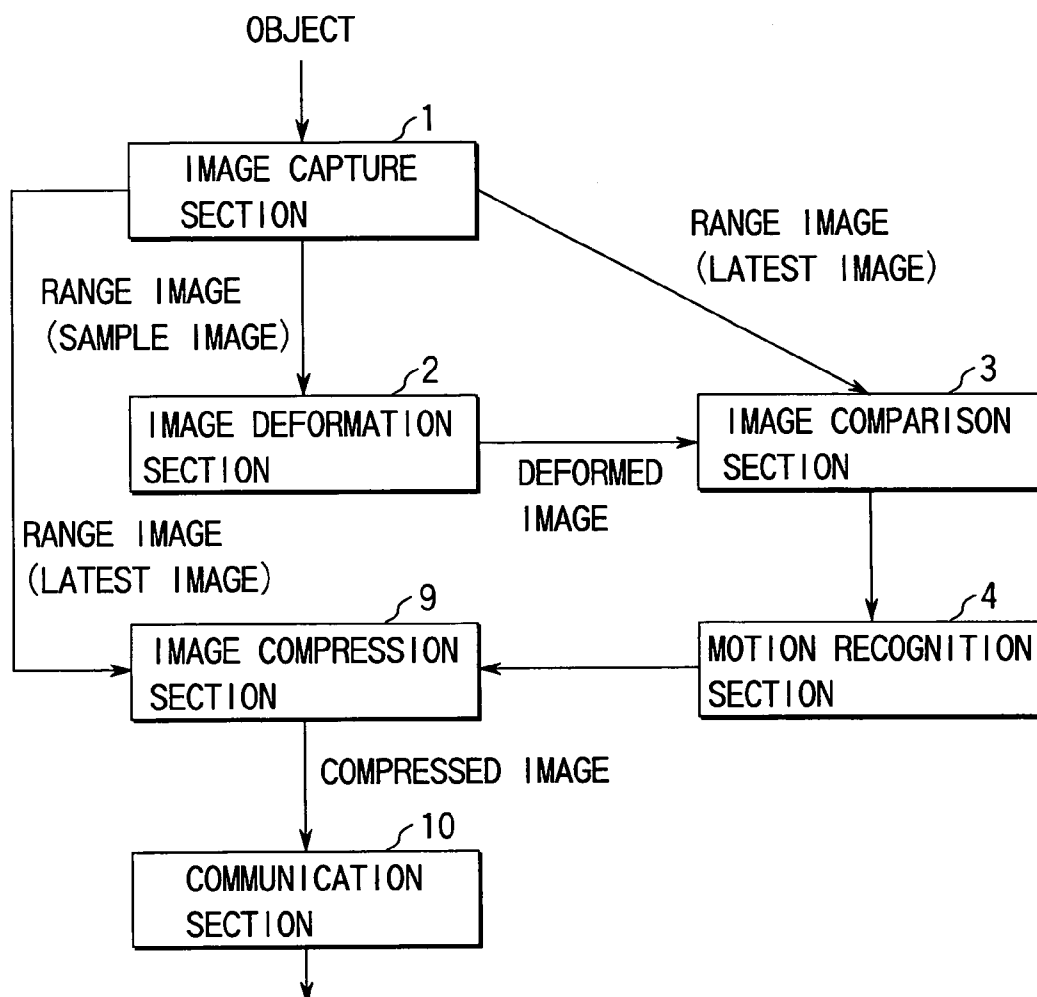 OBJECT
1
IMAGE CAPTURE
SECTION
RANGE IMAGE
(LATEST IMAGE)
RANGE IMAGE
(SAMPLE IMAGE)
2
IMAGE DEFORMATION
SECTION
3
IMAGE COMPARISON
SECTION
DEFORMED
IMAGE
RANGE IMAGE
(LATEST IMAGE)
9
IMAGE COMPRESSION
SECTION
4
MOTION RECOGNITION
SECTION
COMPRESSED IMAGE
10
COMMUNICATION
SECTION